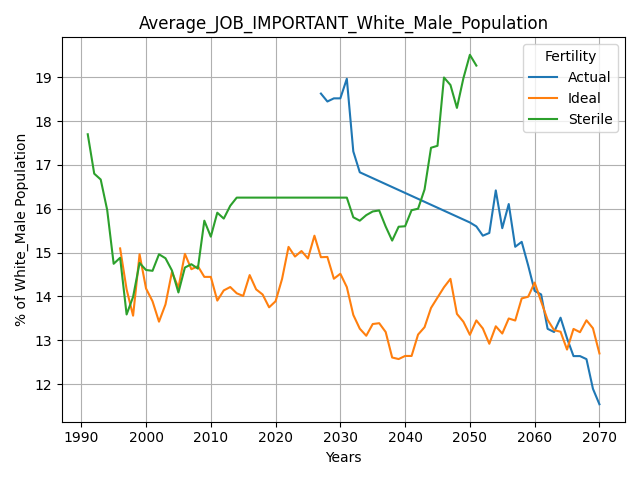 Average_JOB_IMPORTANT_White_Male_Population
Fertility
Actual
Ideal
Sterile
% of White_Male Population
19
18
17
16
15
14
13
12
1990 2000 2010 2020 2030 2040 2050 2060 2070
Years